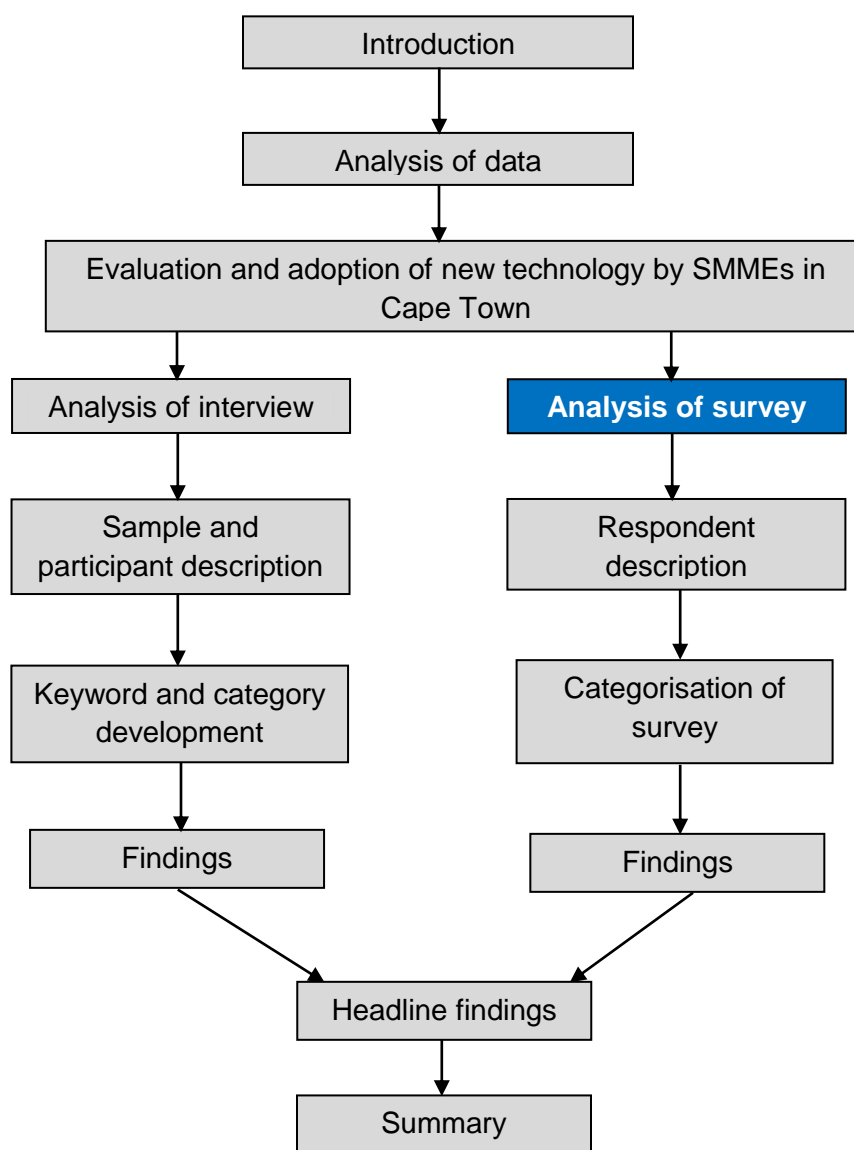 Introduction
Analysis of data
Evaluation and adoption of new technology by SMMEs in
Cape Town
Analysis of interview
Analysis of survey
Sample and
participant description
Respondent
description
Keyword and category
development
Categorisation of
survey
Findings
Findings
Headline findings
Summary